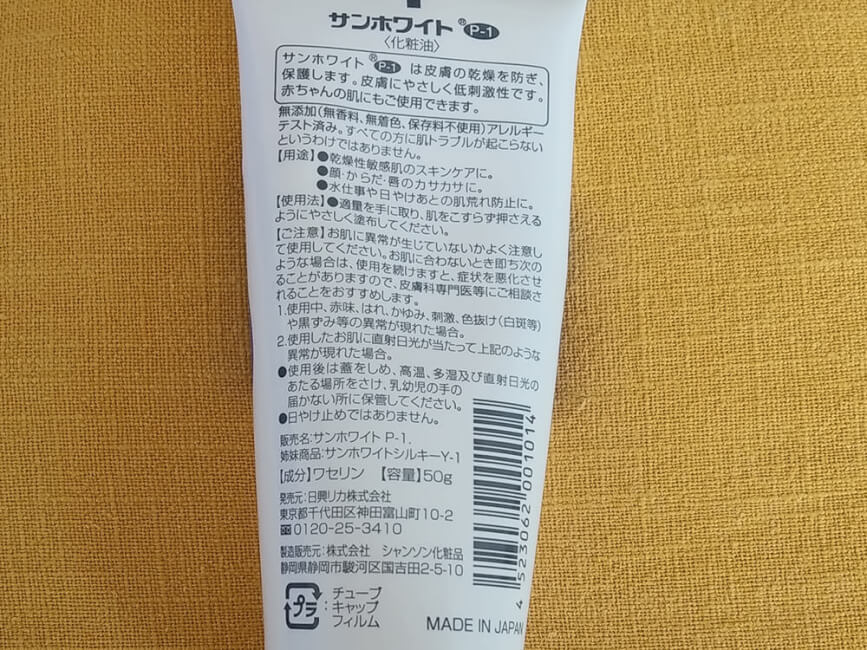 サンホワイト® P-1
〈化粧油〉
サンホワイト® P-1 は皮膚の乾燥を防ぎ、
保護します。皮膚にやさしく低刺激性です。
赤ちゃんの肌にもご使用できます。
無添加(無香料、無着色、保存料不使用)アレルギー
テスト済み。すべての方に肌トラブルが起こらない
というわけではありません。
【用途】●乾燥性敏感肌のスキンケアに。
●顔・からだ・唇のカサカサに。
●水仕事や日やけあとの肌荒れ防止に。
【使用法】●適量を手に取り、肌をこすらず押さえる
ようにやさしく塗布してください。
【ご注意】お肌に異常が生じていないかよく注意し
て使用してください。お肌に合わないとき即ち次の
ような場合は、使用を続けますと、症状を悪化させ
ることがありますので、皮膚科専門医等にご相談さ
れることをおすすめします。
1.使用中、赤味、はれ、かゆみ、刺激、色抜け(白斑等)
や黒ずみ等の異常が現れた場合。
2.使用したお肌に直射日光が当たって上記のような
異常が現れた場合。
●使用後は蓋をしめ、高温、多湿及び直射日光の
あたる場所をさけ、乳幼児の手の
届かない所に保管してください。
●日やけ止めではありません。
販売名:サンホワイト P-1.
姉妹商品:サンホワイトシルキーY-1
【成分】ワセリン 【容量】50g
発売元:日興リカ株式会社
東京都千代田区神田富山町10-2
0120-25-3410
製造販売元:株式会社 シャンソン化粧品
静岡県静岡市駿河区国吉田2-5-10
プラ:チューブ
キャップ
フィルム
MADE IN JAPAN
4 523062 001014